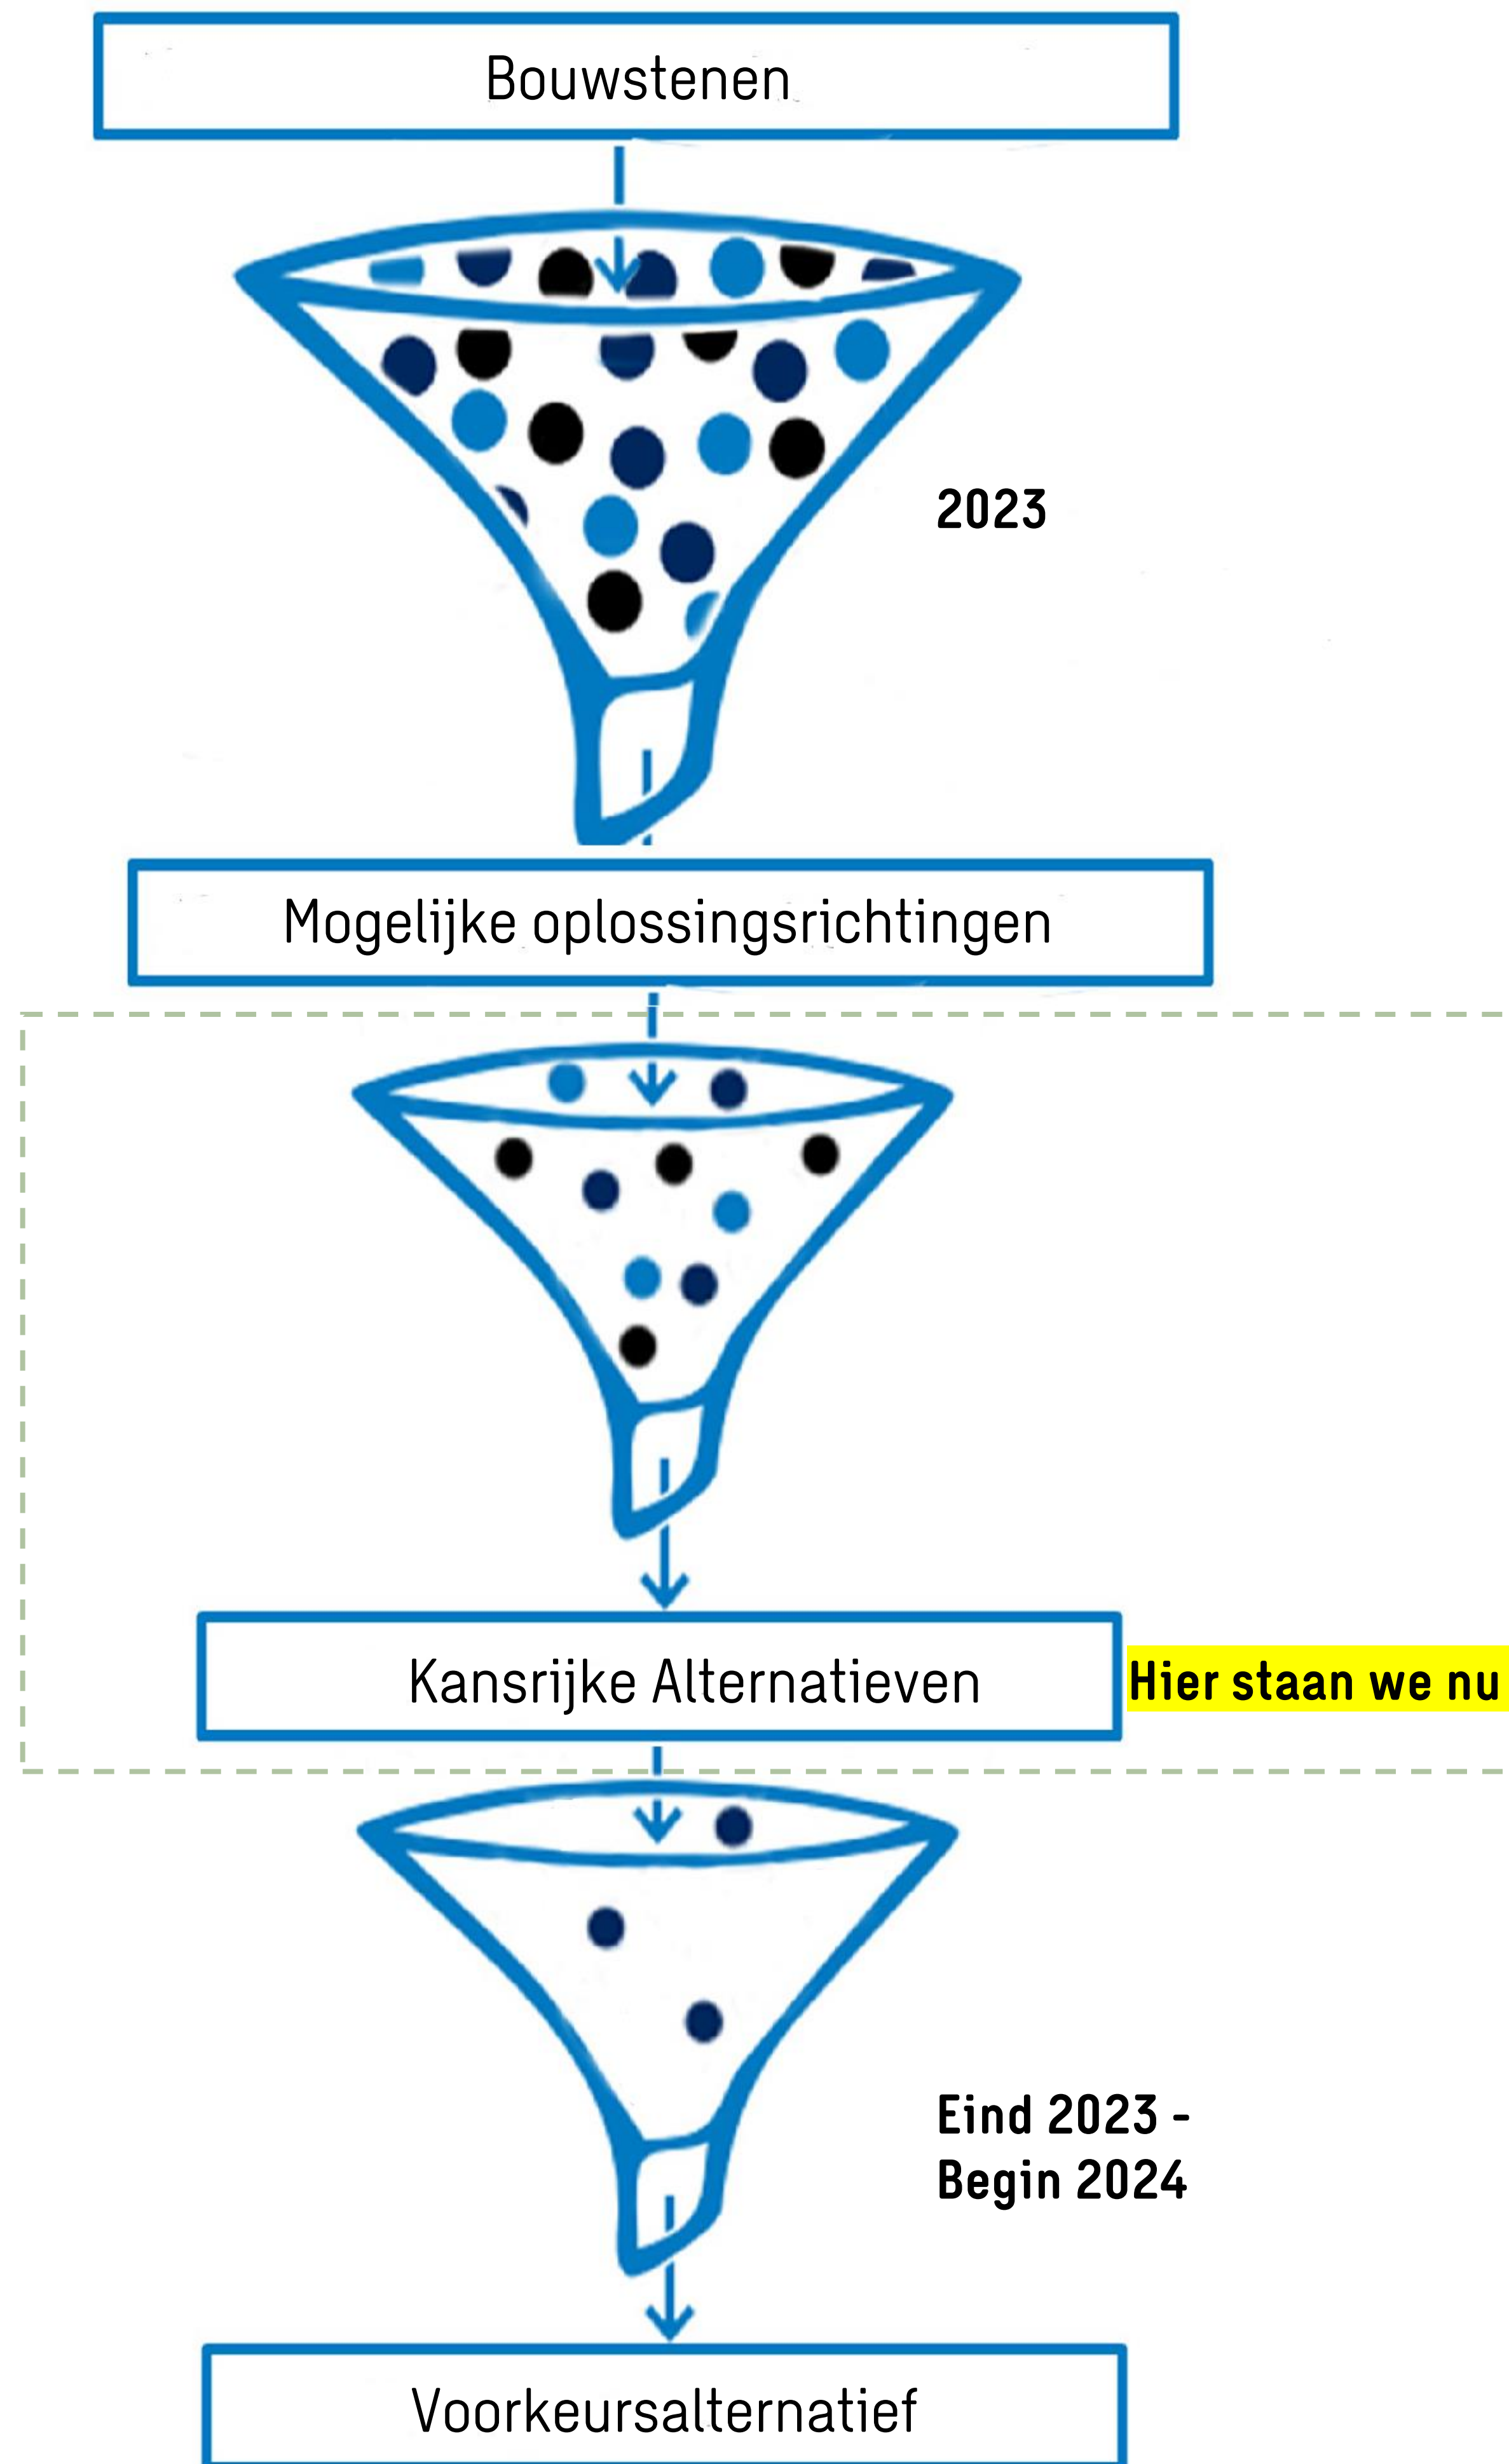 Bouwstenen
2023
Mogelijke oplossingsrichtingen
Kansrijke Alternatieven
Hier staan we nu
Eind 2023 -
Begin 2024
Voorkeursalternatief